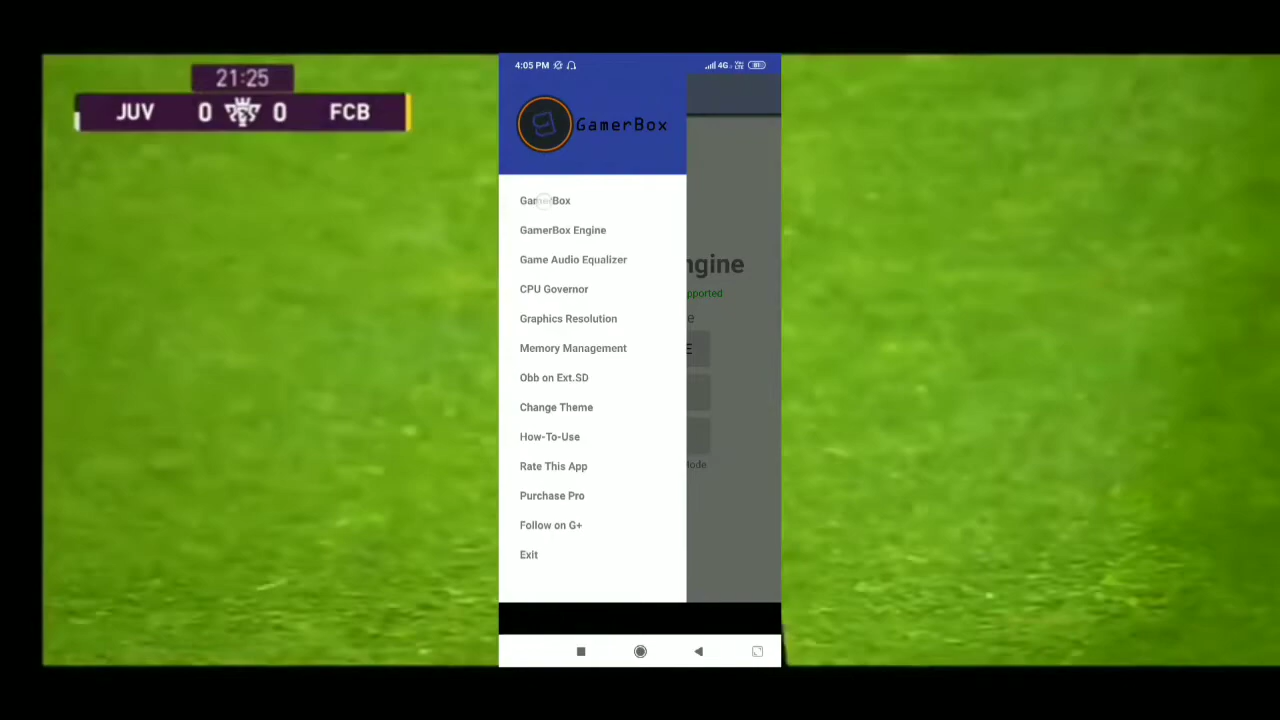 21:25
JUV 0 0 FCB
4:05 PM
4G
81
GamerBox
GamerBox
GamerBox Engine
Game Audio Equalizer
CPU Governor
Graphics Resolution
Memory Management
Obb on Ext.SD
Change Theme
How-To-Use
Rate This App
Purchase Pro
Follow on G+
Exit
ngine
pported
e
E
lode